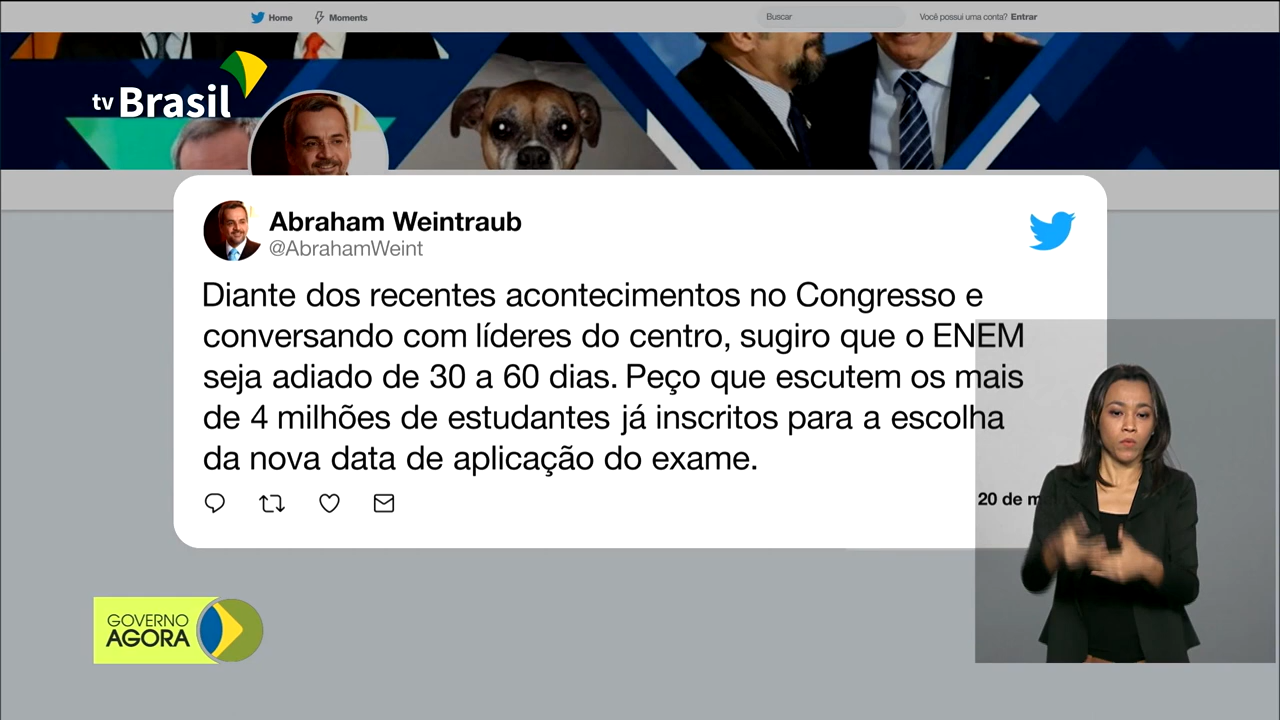 Home
Moments
Buscar
Você possui uma conta? Entrar
tv Brasil
Abraham Weintraub
@AbrahamWeint
Diante dos recentes acontecimentos no Congresso e
conversando com líderes do centro, sugiro que o ENEM
seja adiado de 30 a 60 dias. Peço que escutem os mais
de 4 milhões de estudantes já inscritos para a escolha
da nova data de aplicação do exame.
20 de m
GOVERNO
AGORA